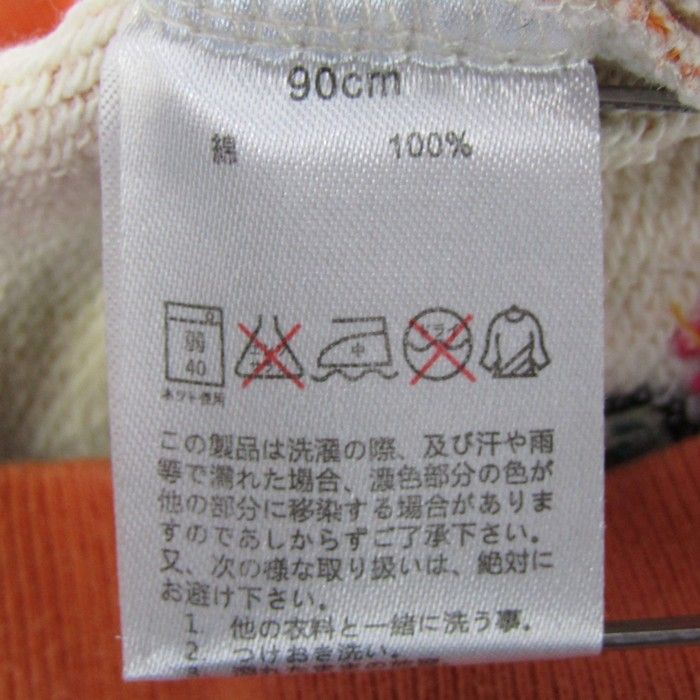 90cm
綿 100%
弱
40
中
ドライ
ネット使用
この製品は洗濯の際、及び汗や雨
等で濡れた場合、濃色部分の色が
他の部分に移染する場合がありま
すのであしからずご了承下さい。
又、次の様な取り扱いは、絶対に
お避け下さい。
1. 他の衣料と一緒に洗う事。
2 つけおき洗い。